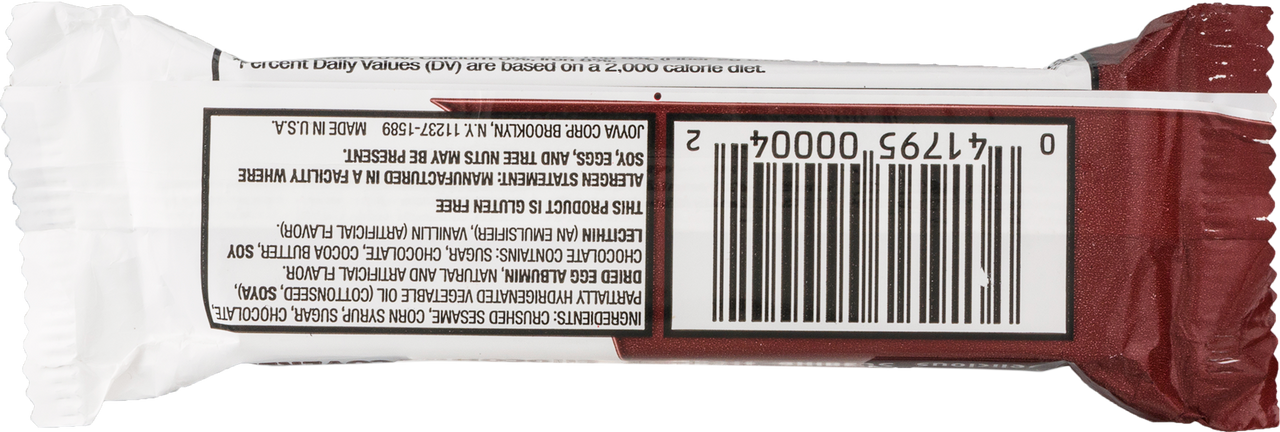 Percent Daily Values (DV) are based on a 2,000 calorie diet.
INGREDIENTS: CRUSHED SESAME, CORN SYRUP, SUGAR, CHOCOLATE,
PARTIALLY HYDRIGENATED VEGETABLE OIL (COTTONSEED, SOYA),
DRIED EGG ALBUMIN, NATURAL AND ARTIFICIAL FLAVOR.
CHOCOLATE CONTAINS: SUGAR, CHOCOLATE, COCOA BUTTER, SOY
LECITHIN (AN EMULSIFIER), VANILLIN (ARTIFICIAL FLAVOR).
THIS PRODUCT IS GLUTEN FREE
ALERGEN STATEMENT: MANUFACTURED IN A FACILITY WHERE
SOY, EGGS, AND TREE NUTS MAY BE PRESENT.
JOYVA CORP. BROOKLYN, N.Y. 11237-1589 MADE IN U.S.A.
0 41795 00004 2